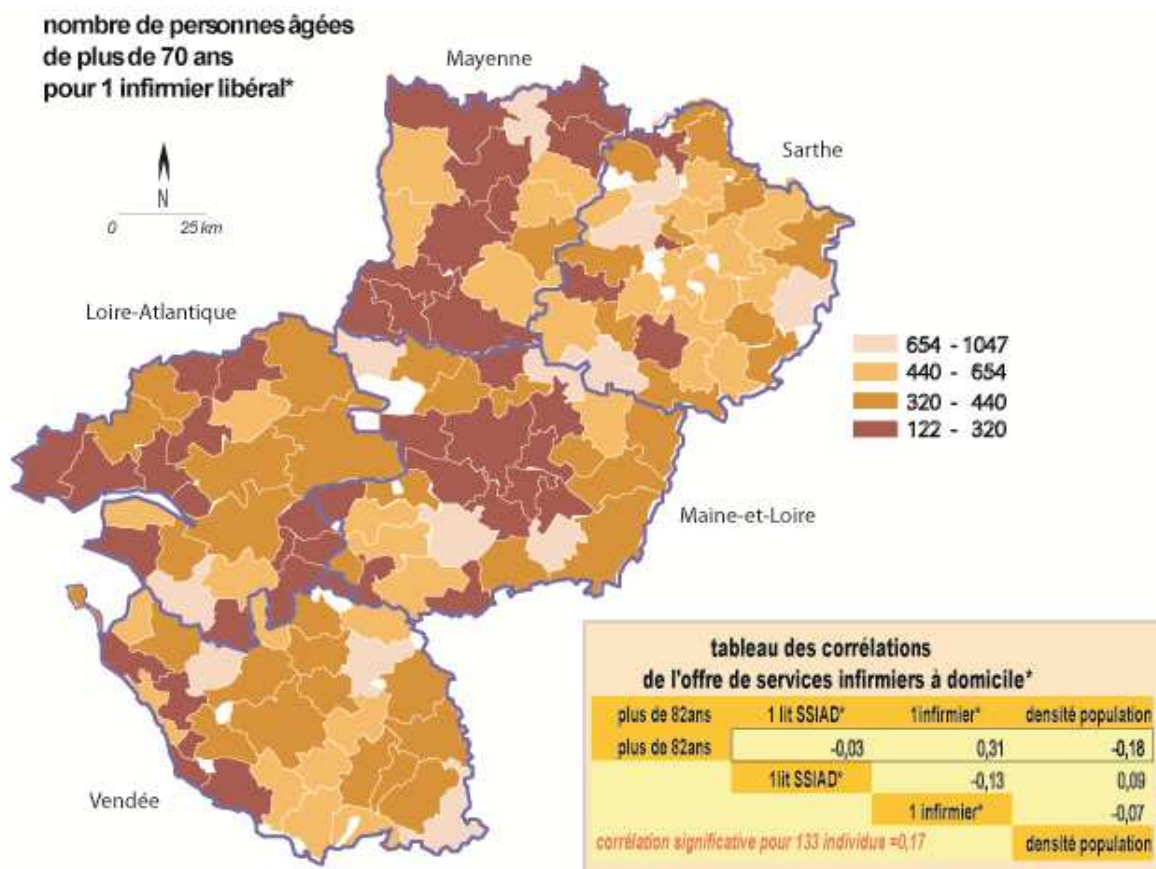 nombre de personnes âgées
de plus de 70 ans
pour 1 infirmier libéral*
Mayenne
Sarthe
N
0 25 km
Loire-Atlantique
654 - 1047
440 - 654
320 - 440
122 - 320
Maine-et-Loire
Vendée
tableau des corrélations
de l'offre de services infirmiers à domicile*
plus de 82ans 1 lit SSIAD* 1infirmier* densité population
plus de 82ans -0,03 0,31 -0,18
1lit SSIAD* -0,13 0,09
1 infirmier* -0,07
corrélation significative pour 133 individus =0,17 densité population